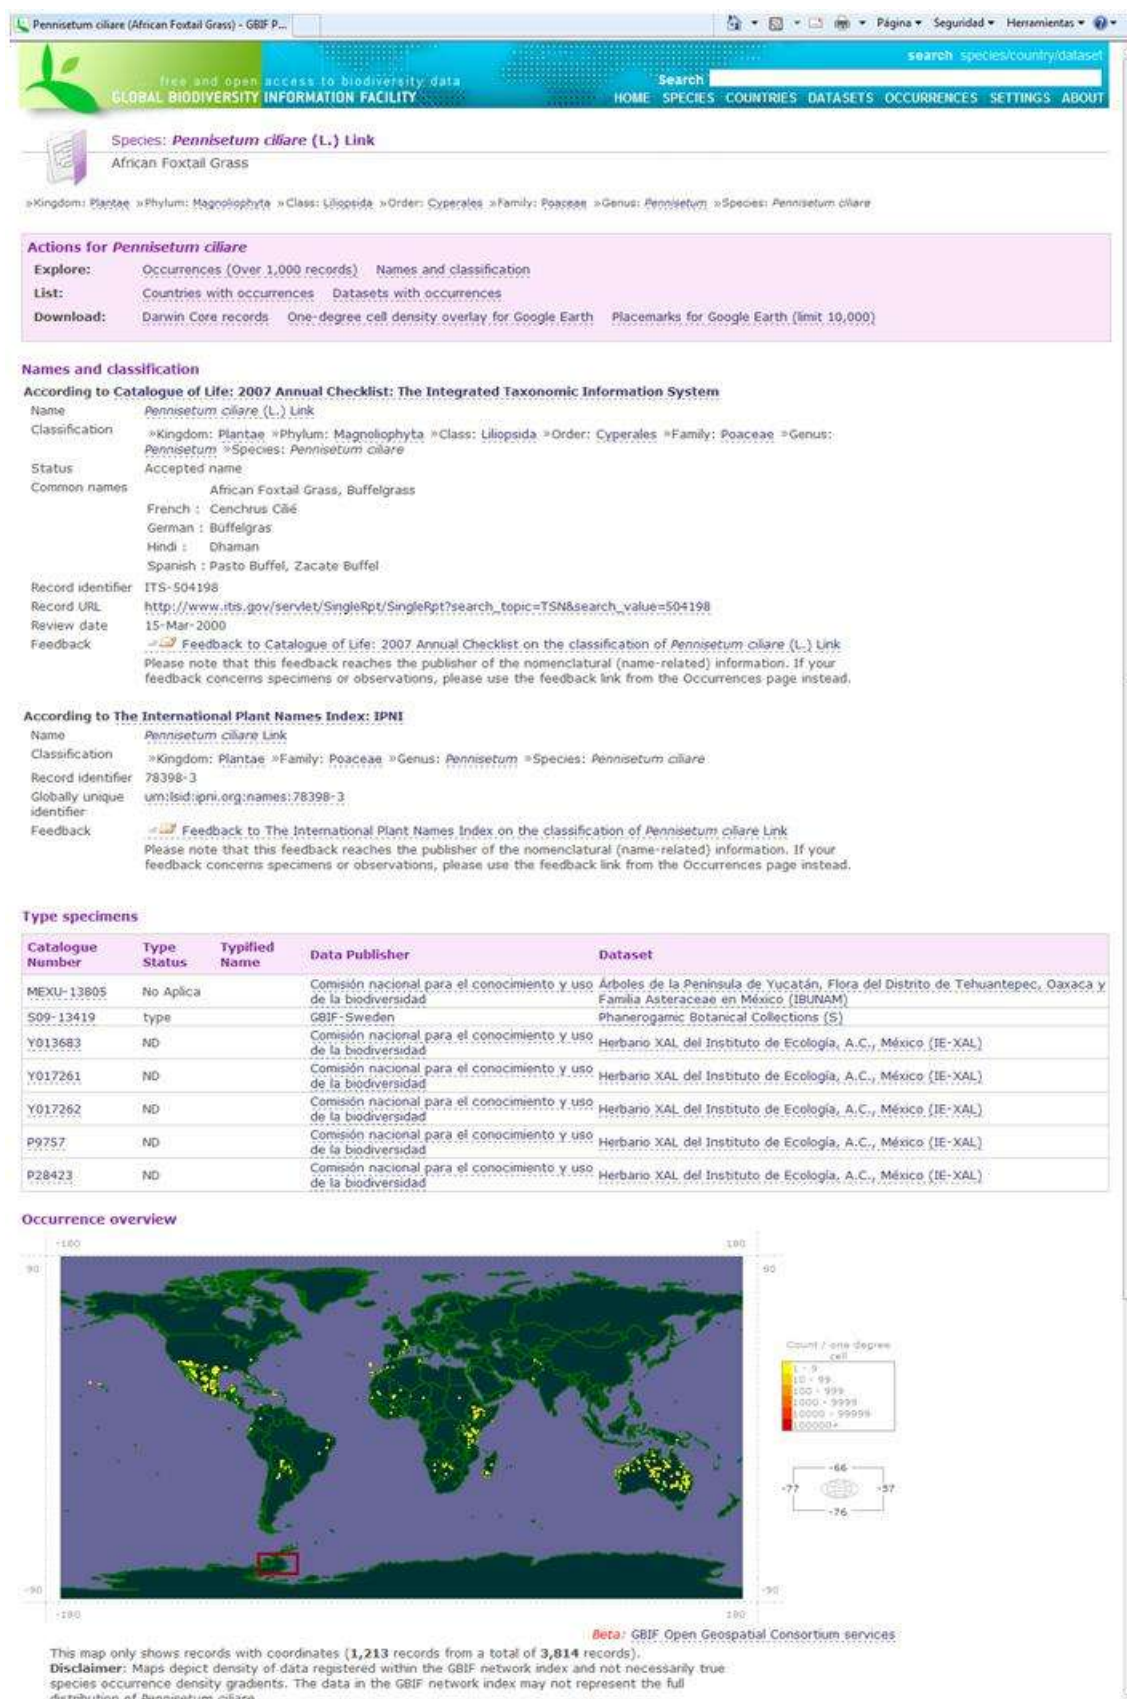 Pennisetum ciliare (African Foxtail Grass) - GBIF P...
Página Seguridad Herramientas
search species/country/dataset
free and open access to biodiversity data
Search
GLOBAL BIODIVERSITY INFORMATION FACILITY
HOME SPECIES COUNTRIES DATASETS OCCURRENCES SETTINGS ABOUT
Species: Pennisetum ciliare (L.) Link
African Foxtail Grass
»Kingdom: Plantae »Phylum: Magnoliophyta »Class: Liliopsida »Order: Cyperales »Family: Poaceae »Genus: Pennisetum »Species: Pennisetum ciliare
Actions for Pennisetum ciliare
Explore: Occurrences (Over 1,000 records) Names and classification
List: Countries with occurrences Datasets with occurrences
Download: Darwin Core records One-degree cell density overlay for Google Earth Placemarks for Google Earth (limit 10,000)
Names and classification
According to Catalogue of Life: 2007 Annual Checklist: The Integrated Taxonomic Information System
Name Pennisetum ciliare (L.) Link
Classification »Kingdom: Plantae »Phylum: Magnoliophyta »Class: Liliopsida »Order: Cyperales »Family: Poaceae »Genus:
Pennisetum »Species: Pennisetum ciliare
Status Accepted name
Common names African Foxtail Grass, Buffelgrass
French : Cenchrus Cilié
German : Büffelgras
Hindi : Dhaman
Spanish : Pasto Buffel, Zacate Buffel
Record identifier ITS-504198
Record URL http://www.itis.gov/servlet/SingleRpt/SingleRpt?search_topic=TSN&search_value=504198
Review date 15-Mar-2000
Feedback Feedback to Catalogue of Life: 2007 Annual Checklist on the classification of Pennisetum ciliare (L.) Link
Please note that this feedback reaches the publisher of the nomenclatural (name-related) information. If your
feedback concerns specimens or observations, please use the feedback link from the Occurrences page instead.
According to The International Plant Names Index: IPNI
Name Pennisetum ciliare Link
Classification »Kingdom: Plantae »Family: Poaceae »Genus: Pennisetum »Species: Pennisetum ciliare
Record identifier 78398-3
Globally unique urn:lsid:ipni.org:names:78398-3
identifier
Feedback Feedback to The International Plant Names Index on the classification of Pennisetum ciliare Link
Please note that this feedback reaches the publisher of the nomenclatural (name-related) information. If your
feedback concerns specimens or observations, please use the feedback link from the Occurrences page instead.
Type specimens
Catalogue Number Type Status Typified Name Data Publisher Dataset
MEXU-13805 No Aplica Comisión nacional para el conocimiento y uso de la biodiversidad Árboles de la Península de Yucatán, Flora del Distrito de Tehuantepec, Oaxaca y Familia Asteraceae en México (IBUNAM)
S09-13419 type GBIF-Sweden Phanerogamic Botanical Collections (S)
Y013683 ND Comisión nacional para el conocimiento y uso de la biodiversidad Herbario XAL del Instituto de Ecología, A.C., México (IE-XAL)
Y017261 ND Comisión nacional para el conocimiento y uso de la biodiversidad Herbario XAL del Instituto de Ecología, A.C., México (IE-XAL)
Y017262 ND Comisión nacional para el conocimiento y uso de la biodiversidad Herbario XAL del Instituto de Ecología, A.C., México (IE-XAL)
P9757 ND Comisión nacional para el conocimiento y uso de la biodiversidad Herbario XAL del Instituto de Ecología, A.C., México (IE-XAL)
P28423 ND Comisión nacional para el conocimiento y uso de la biodiversidad Herbario XAL del Instituto de Ecología, A.C., México (IE-XAL)
Occurrence overview
-180 180
90 90
Count / one degree
cell
1 - 9
10 - 99
100 - 999
1000 - 9999
10000 - 99999
100000+
-66
-77 -57
-76
-90 -90
-180 180
Beta: GBIF Open Geospatial Consortium services
This map only shows records with coordinates (1,213 records from a total of 3,814 records).
Disclaimer: Maps depict density of data registered within the GBIF network index and not necessarily true
species occurrence density gradients. The data in the GBIF network index may not represent the full
distribution of Pennisetum ciliare.